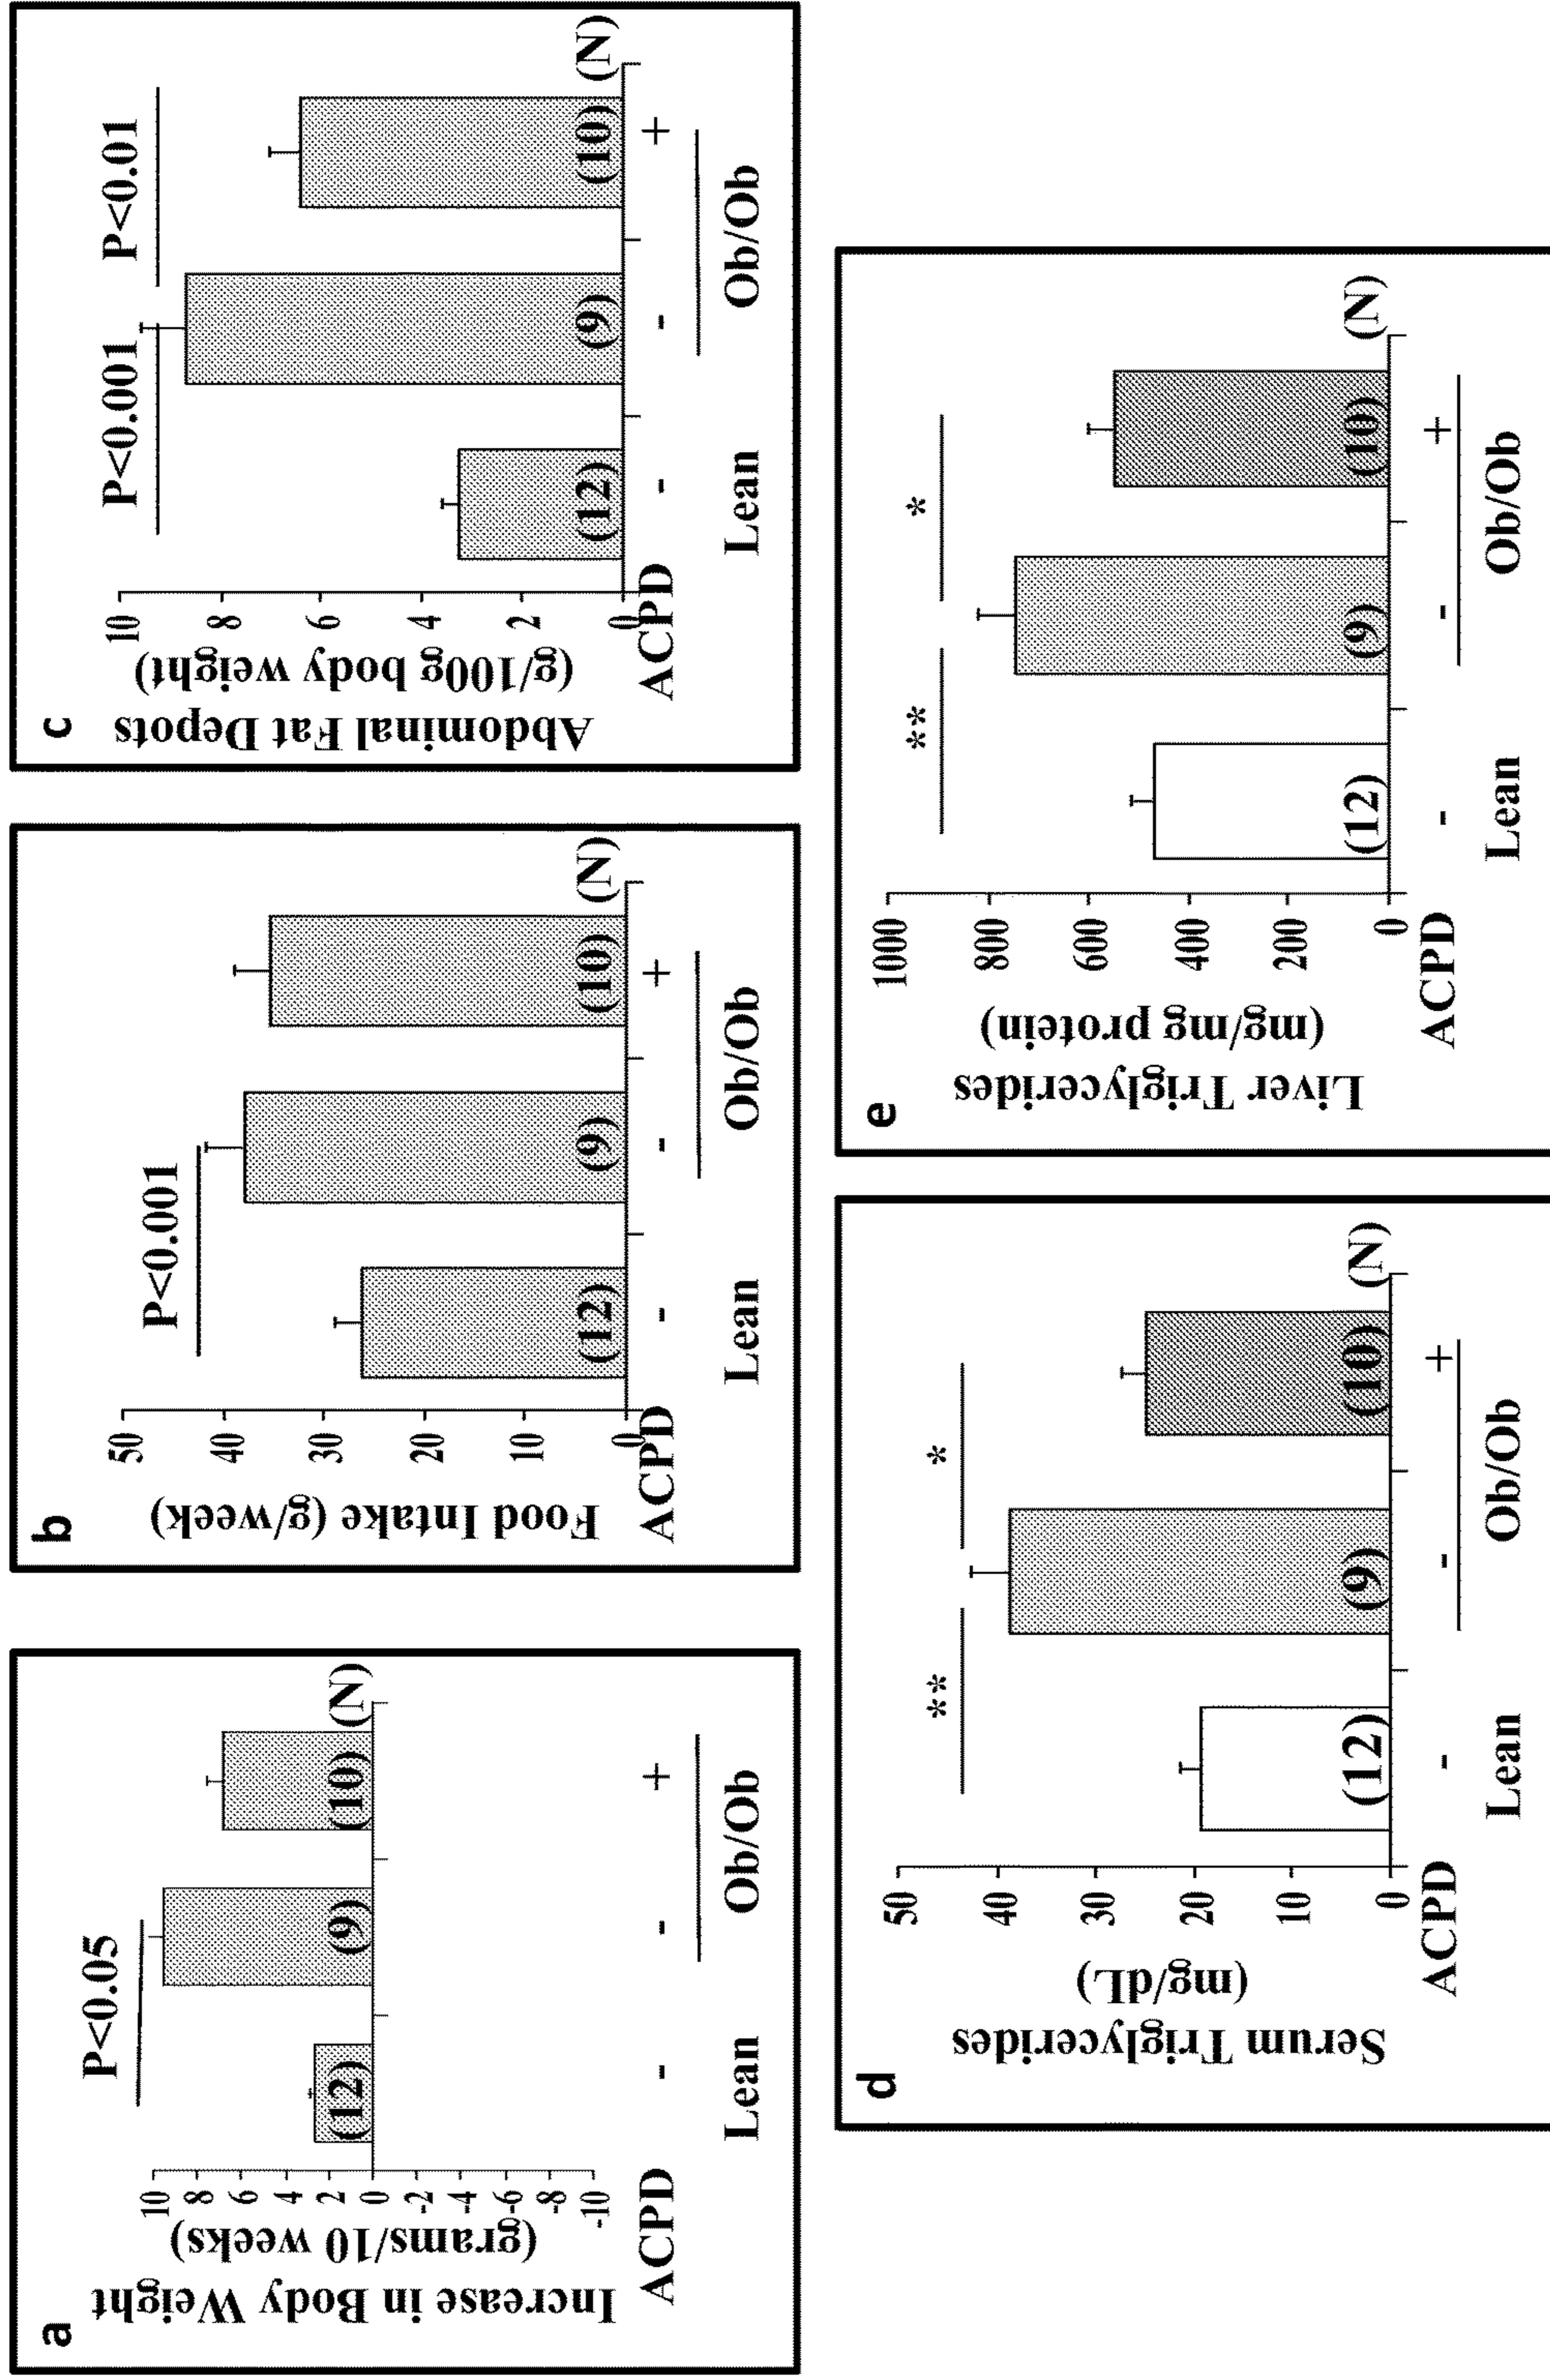 a
Increase in Body Weight
(grams/10 weeks)
10
8
6
4
2
0
-2
-4
-6
-8
-10
P<0.05
(12) (9) (10) (N)
ACPD - - +
Lean Ob/Ob
b
Food Intake (g/week)
50
40
30
20
10
0
P<0.001
(12) (9) (10) (N)
ACPD - - +
Lean Ob/Ob
c
Abdominal Fat Depots
(g/100g body weight)
10
8
6
4
2
0
P<0.001 P<0.01
(12) (9) (10) (N)
ACPD - - +
Lean Ob/Ob
d
Serum Triglycerides
(mg/dL)
50
40
30
20
10
0
** *
(12) (9) (10) (N)
ACPD - - +
Lean Ob/Ob
e
Liver Triglycerides
(mg/mg protein)
1000
800
600
400
200
0
** *
(12) (9) (10) (N)
ACPD - - +
Lean Ob/Ob